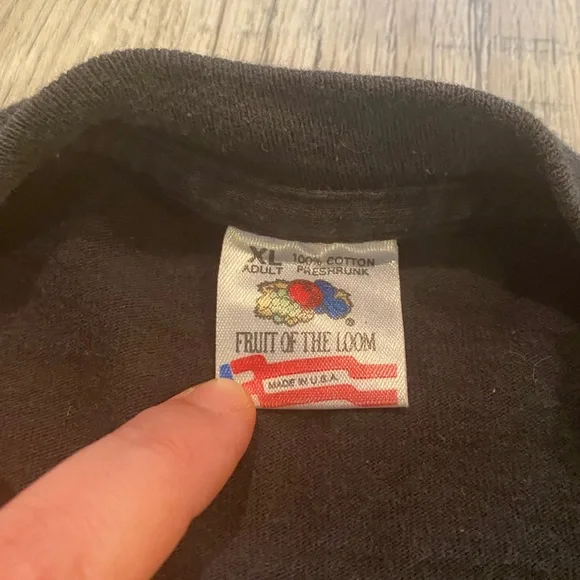 XL 100% COTTON
ADULT PRESHRUNK
®
FRUIT OF THE LOOM
MADE IN U.S.A.